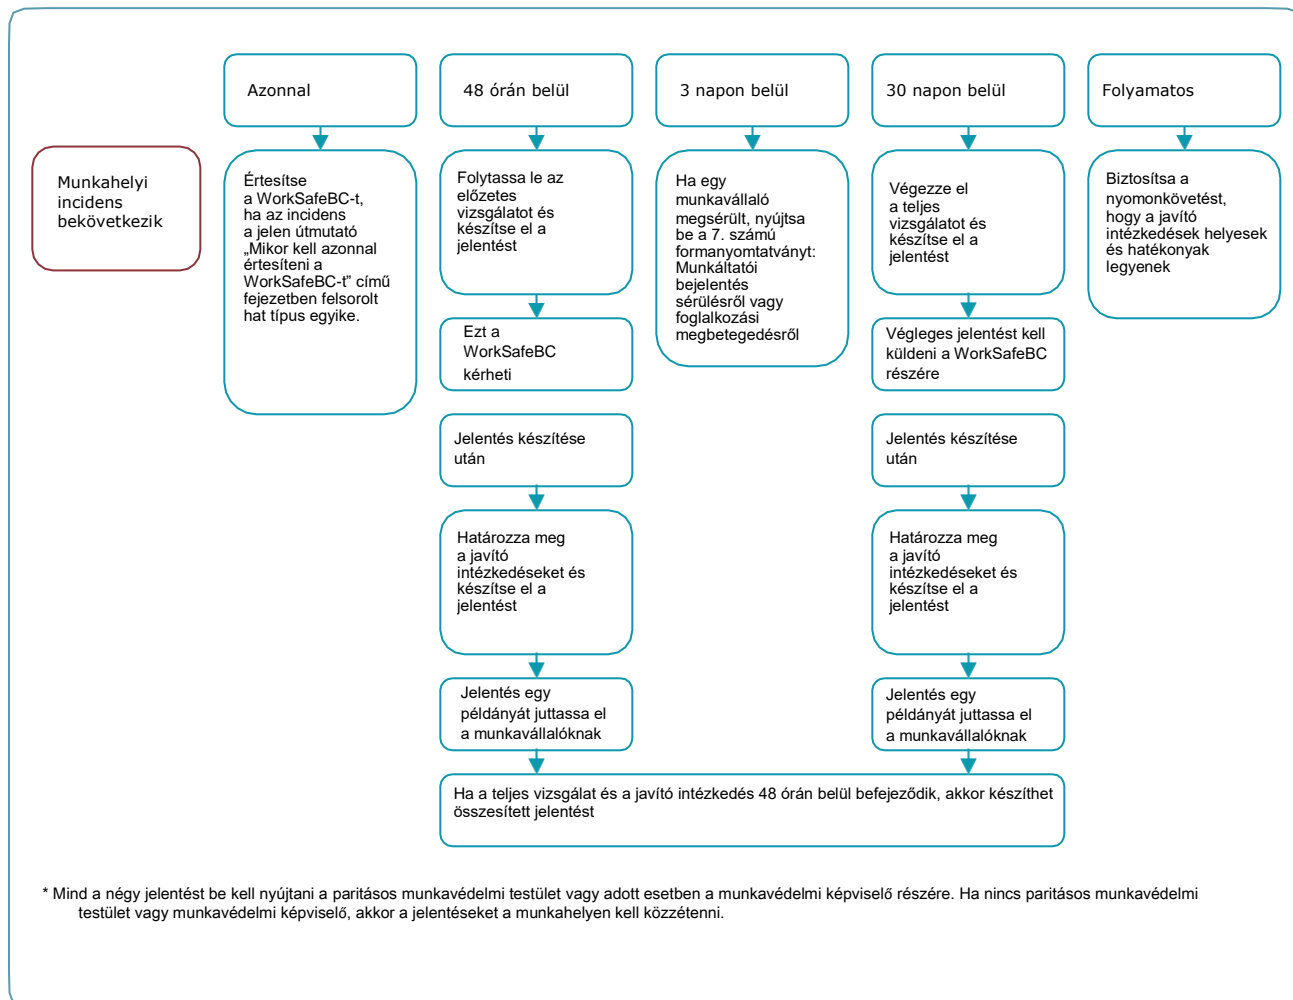 Azonnal
48 órán belül
3 napon belül
30 napon belül
Folyamatos
Munkahelyi
incidens
bekövetkezik
Értesítse
a WorkSafeBC-t,
ha az incidens
a jelen útmutató
„Mikor kell azonnal
értesíteni a
WorkSafeBC-t” című
fejezetben felsorolt
hat típus egyike.
Folytassa le az
előzetes
vizsgálatot és
készítse el a
jelentést
Ezt a
WorkSafeBC
kérheti
Jelentés készítése
után
Határozza meg
a javító
intézkedéseket és
készítse el a
jelentést
Jelentés egy
példányát juttassa el
a munkavállalóknak
Ha egy
munkavállaló
megsérült, nyújtsa
be a 7. számú
formanyomtatványt:
Munkáltatói
bejelentés
sérülésről vagy
foglalkozási
megbetegedésről
Végezze el
a teljes
vizsgálatot és
készítse el a
jelentést
Végleges jelentést kell
küldeni a WorkSafeBC
részére
Jelentés készítése
után
Határozza meg
a javító
intézkedéseket és
készítse el a
jelentést
Jelentés egy
példányát juttassa el
a munkavállalóknak
Biztosítsa a
nyomonkövetést,
hogy a javító
intézkedések helyesek
és hatékonyak
legyenek
Ha a teljes vizsgálat és a javító intézkedés 48 órán belül befejeződik, akkor készíthet
összesített jelentést
* Mind a négy jelentést be kell nyújtani a paritásos munkavédelmi testület vagy adott esetben a munkavédelmi képviselő részére. Ha nincs paritásos munkavédelmi
testület vagy munkavédelmi képviselő, akkor a jelentéseket a munkahelyen kell közzétenni.